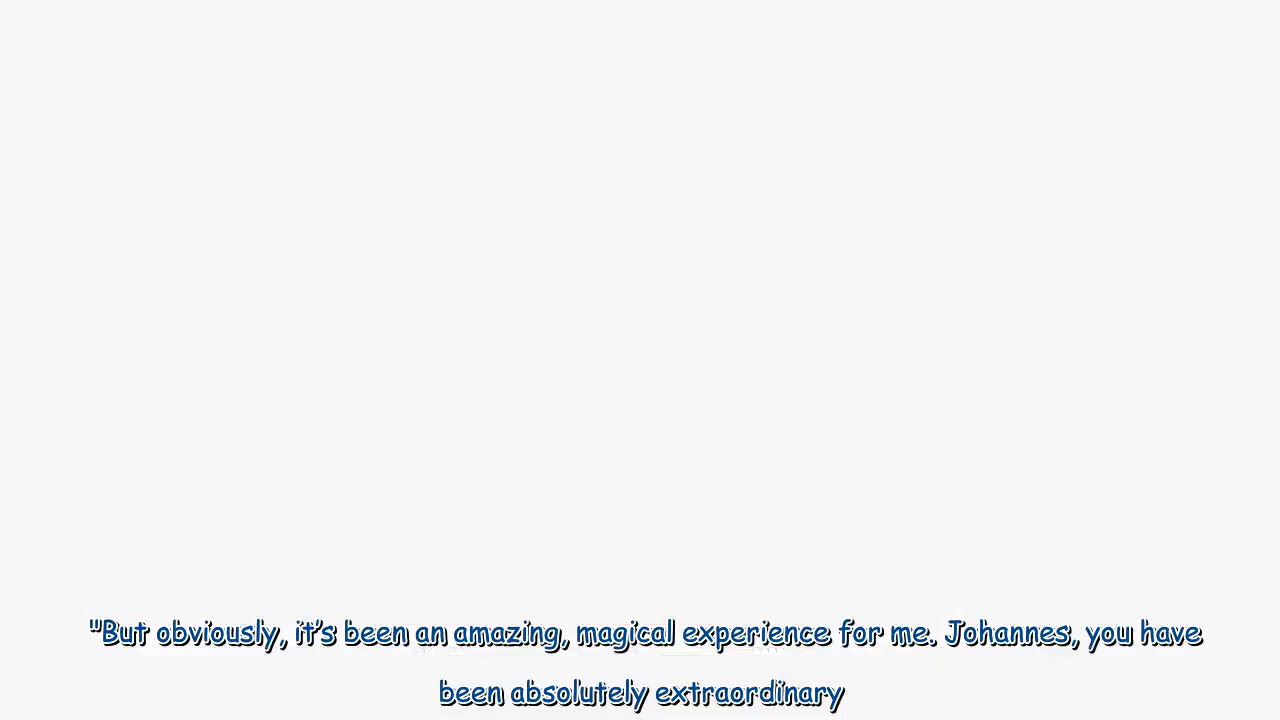 "But obviously, it's been an amazing, magical experience for me. Johannes, you have
been absolutely extraordinary